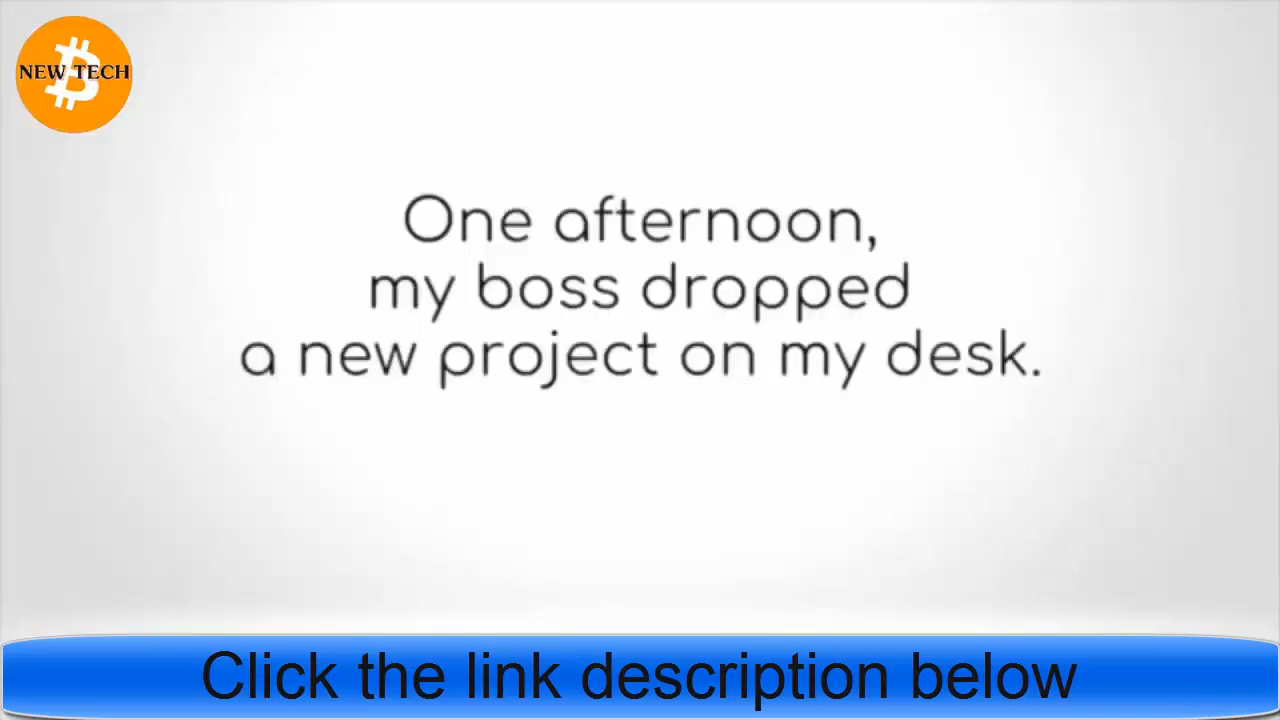 NEW TECH
One afternoon,
my boss dropped
a new project on my desk.
Click the link description below